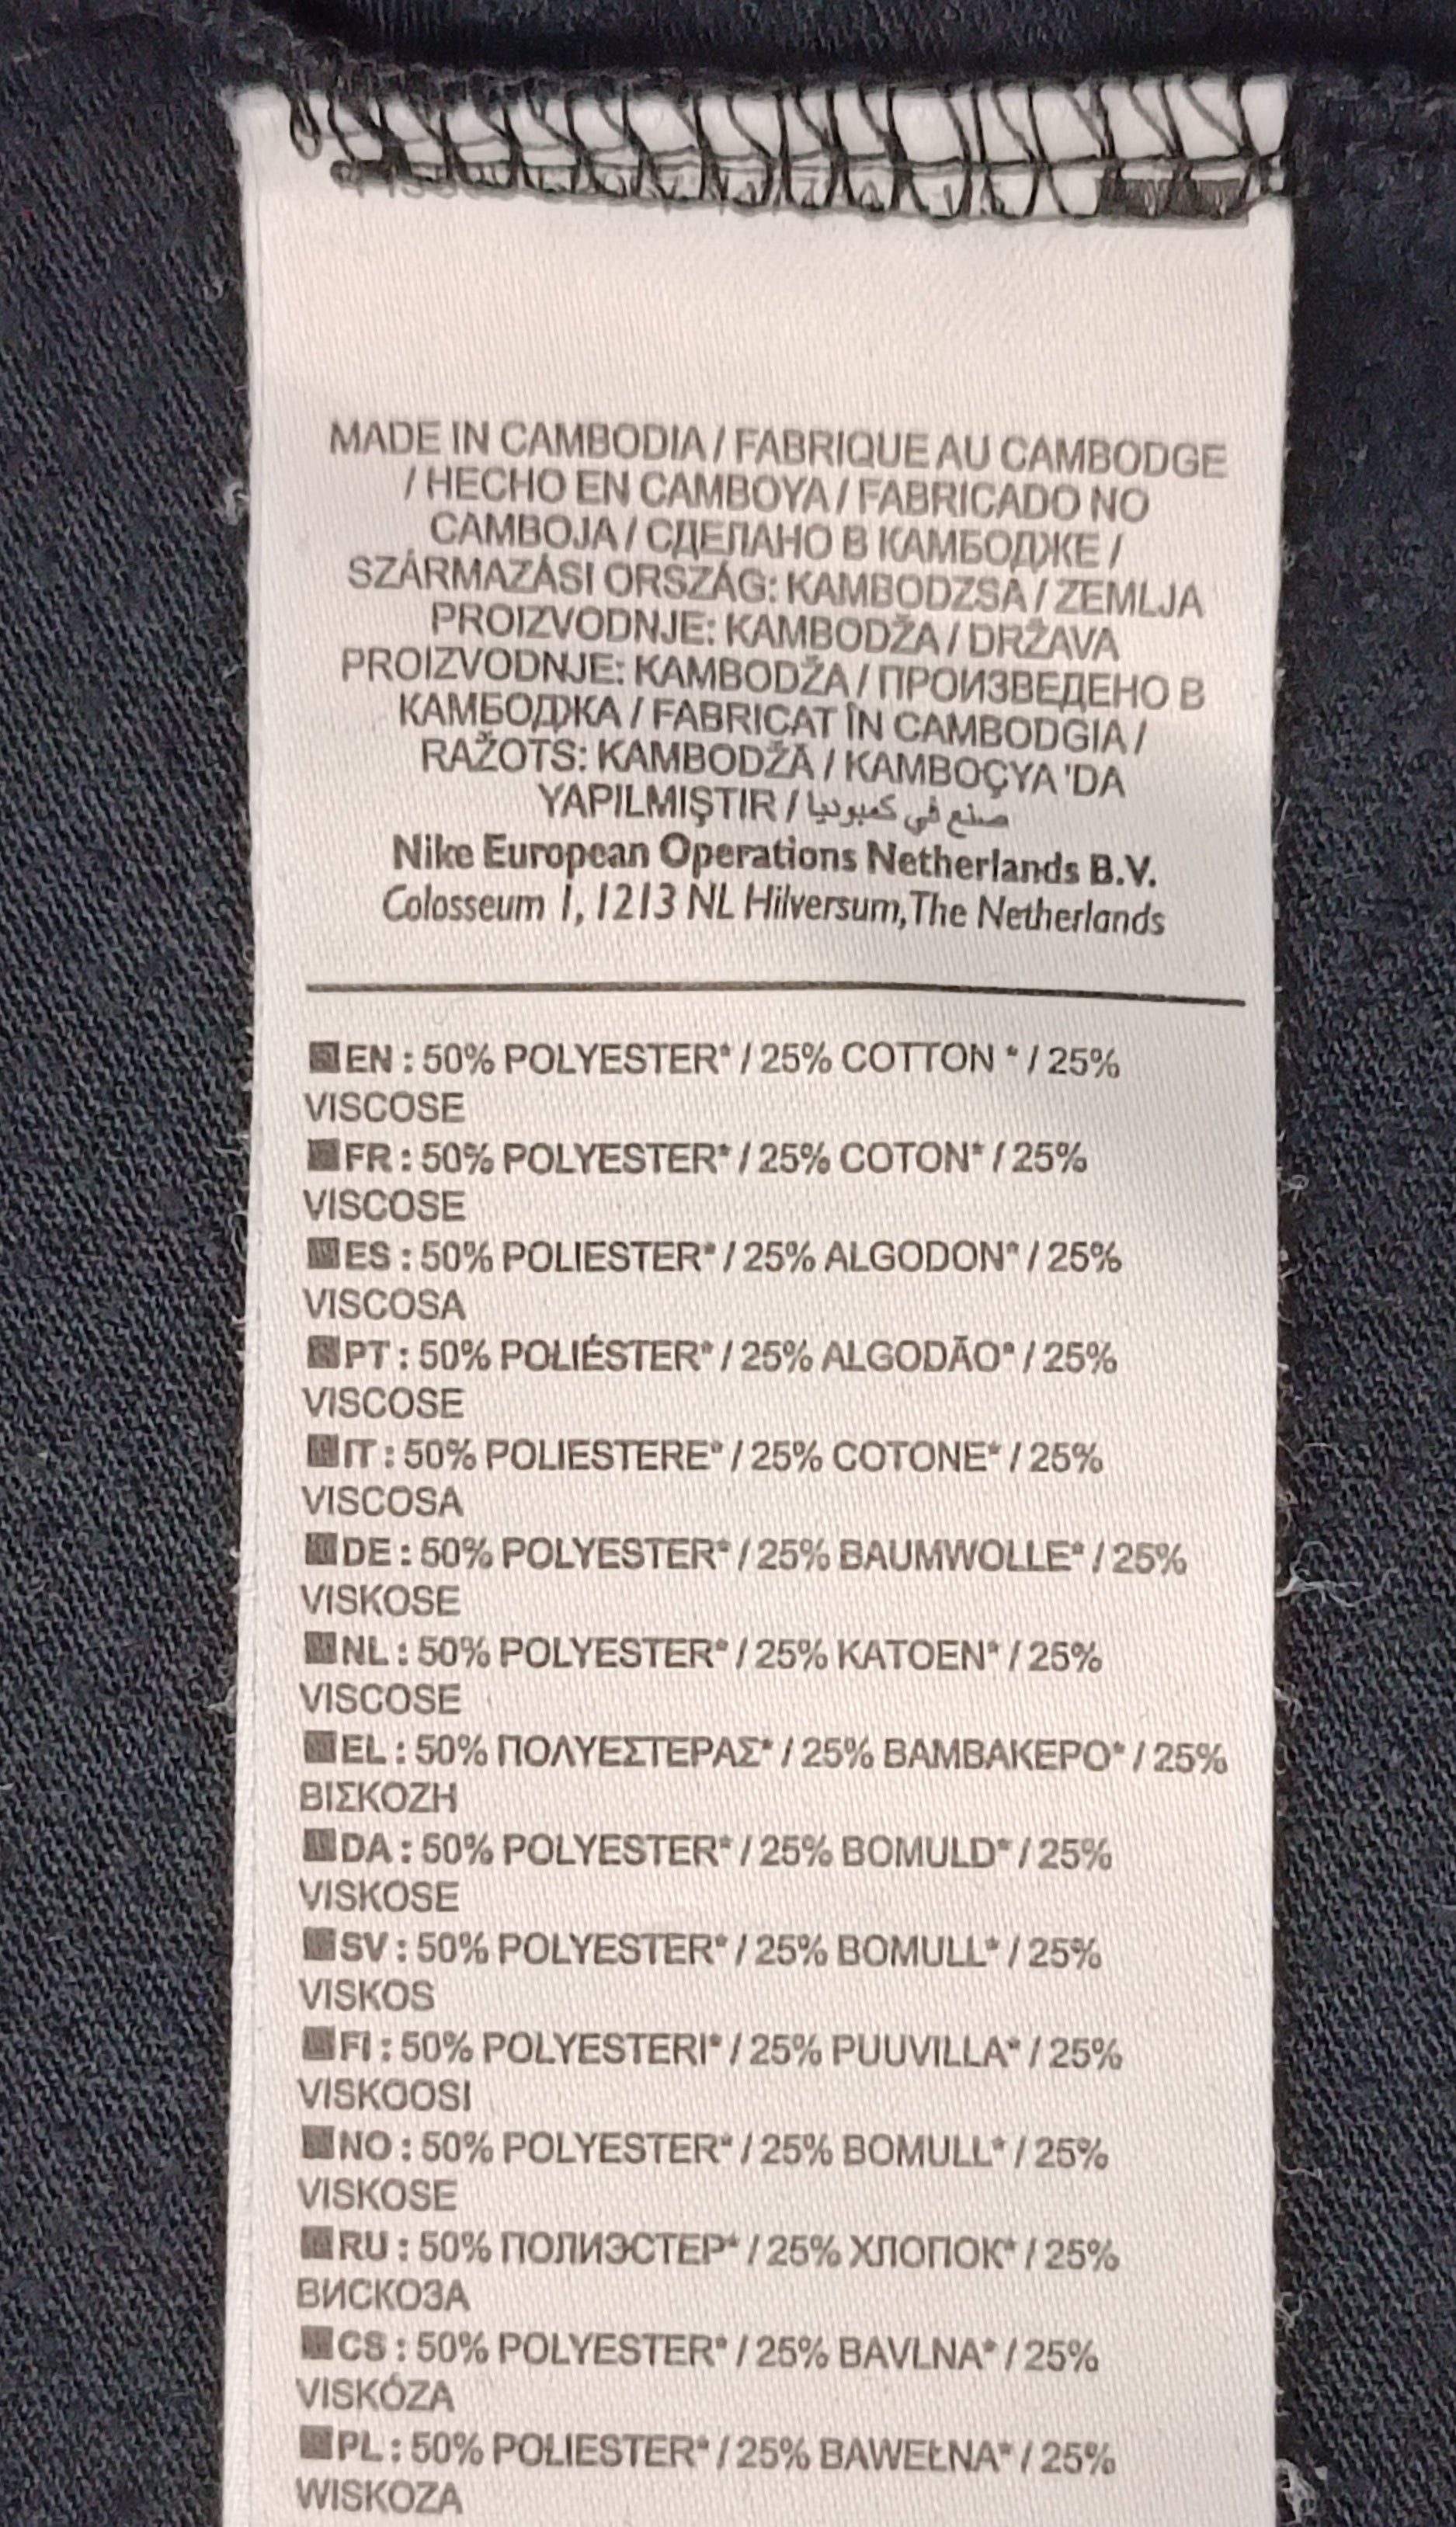 MADE IN CAMBODIA / FABRIQUE AU CAMBODGE
/ HECHO EN CAMBOYA / FABRICADO NO
CAMBOJA / СДЕЛАНО В КАМБОДЖЕ /
SZÁRMAZÁSI ORSZÁG: KAMBODZSA / ZEMLJA
PROIZVODNJE: KAMBODŽA / DRŽAVA
PROIZVODNJE: KAMBODŽA / ПРОИЗВЕДЕНО В
КАМБОДЖА / FABRICAT ÎN CAMBODGIA /
RAŽOTS: KAMBODŽĀ / KAMBOÇYA 'DA
YAPILMIŞTIR / صنع في كمبوديا
Nike European Operations Netherlands B.V.
Colosseum 1, 1213 NL Hilversum, The Netherlands
EN : 50% POLYESTER* / 25% COTTON * / 25%
VISCOSE
FR : 50% POLYESTER* / 25% COTON* / 25%
VISCOSE
ES : 50% POLIESTER* / 25% ALGODON* / 25%
VISCOSA
PT : 50% POLIÉSTER* / 25% ALGODÃO* / 25%
VISCOSE
IT : 50% POLIESTERE* / 25% COTONE* / 25%
VISCOSA
DE : 50% POLYESTER* / 25% BAUMWOLLE* / 25%
VISKOSE
NL : 50% POLYESTER* / 25% KATOEN* / 25%
VISCOSE
EL : 50% ΠΟΛΥΕΣΤΕΡΑΣ* / 25% ΒΑΜΒΑΚΕΡΟ* / 25%
ΒΙΣΚΟΖΗ
DA : 50% POLYESTER* / 25% BOMULD* / 25%
VISKOSE
SV : 50% POLYESTER* / 25% BOMULL* / 25%
VISKOS
FI : 50% POLYESTERI* / 25% PUUVILLA* / 25%
VISKOOSI
NO : 50% POLYESTER* / 25% BOMULL* / 25%
VISKOSE
RU : 50% ПОЛИЭСТЕР* / 25% ХЛОПОК* / 25%
ВИСКОЗА
CS : 50% POLYESTER* / 25% BAVLNA* / 25%
VISKÓZA
PL : 50% POLIESTER* / 25% BAWEŁNA* / 25%
WISKOZA